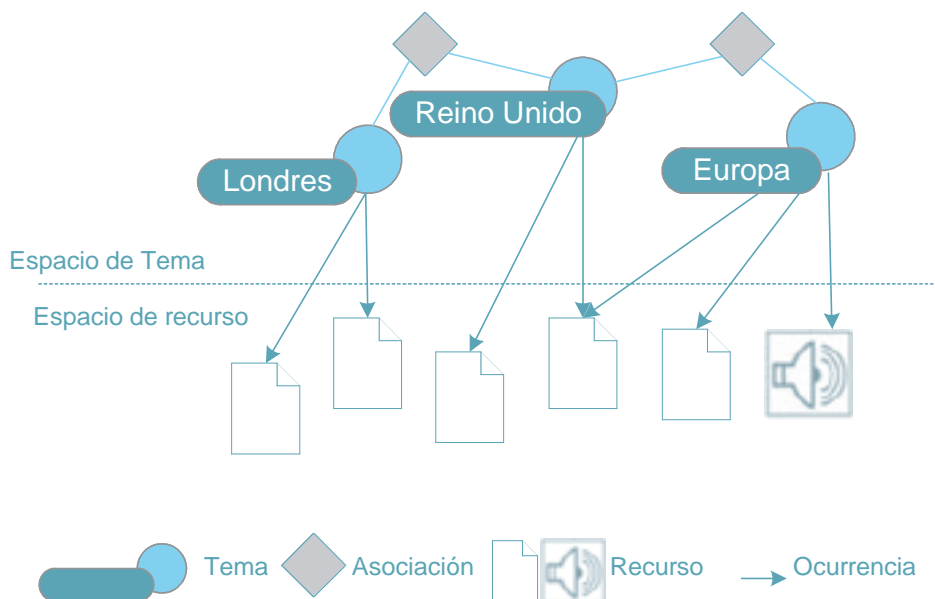 Reino Unido
Londres
Europa
Espacio de Tema
Espacio de recurso
Tema
Asociación
Recurso
Ocurrencia